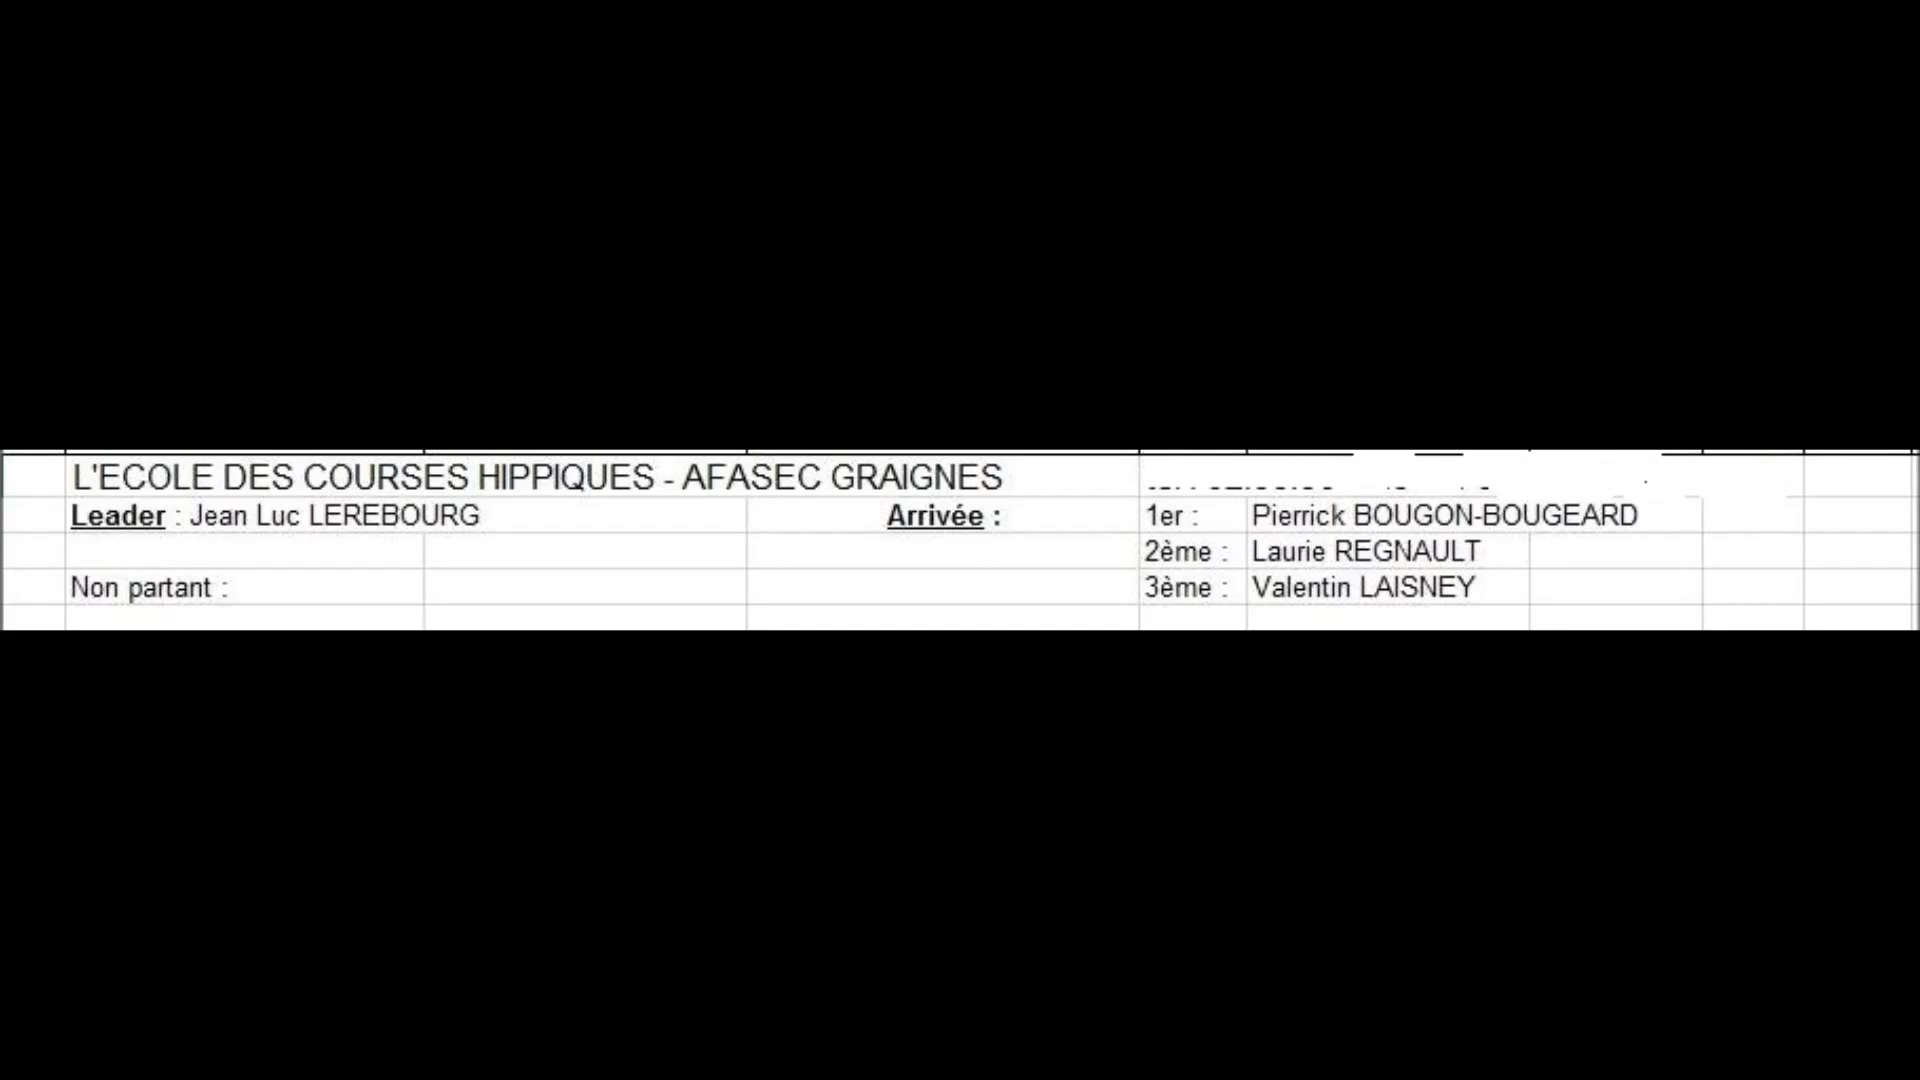 L'ECOLE DES COURSES HIPPIQUES - AFASEC GRAIGNES
Leader : Jean Luc LEREBOURG Arrivée : 1er : Pierrick BOUGON-BOUGEARD
2ème : Laurie REGNAULT
Non partant : 3ème : Valentin LAISNEY